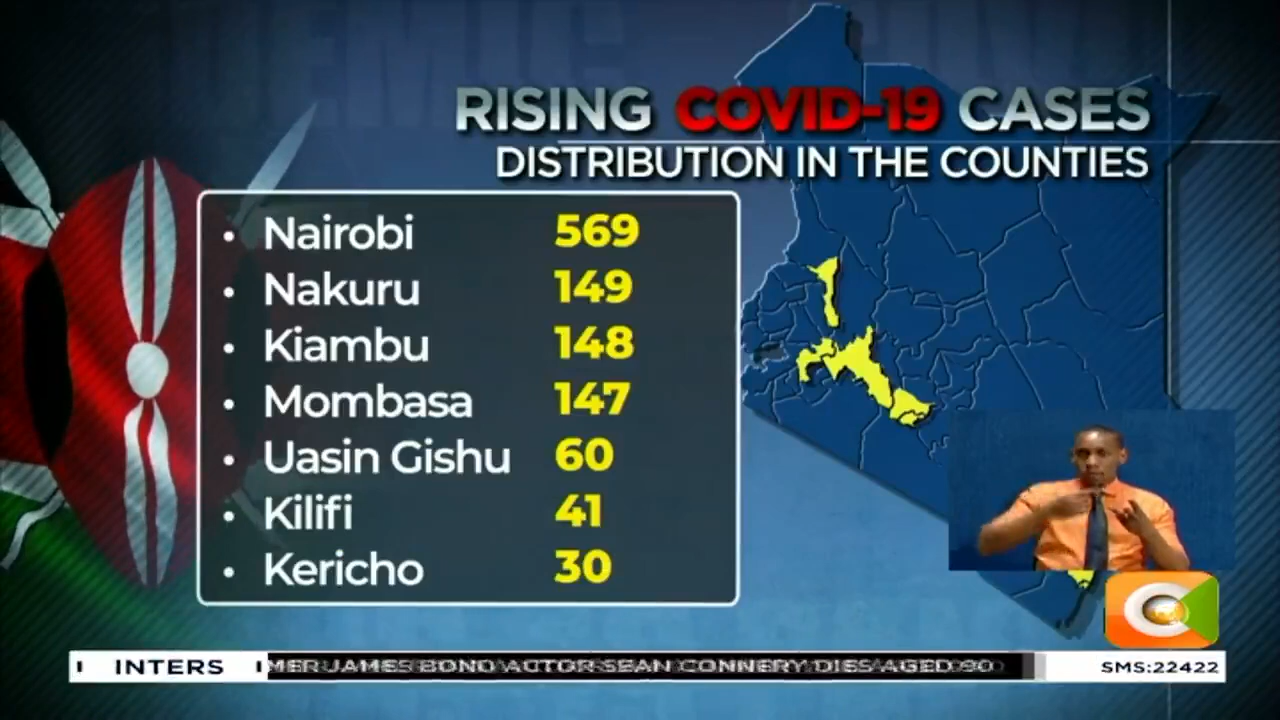 RISING COVID-19 CASES
DISTRIBUTION IN THE COUNTIES
• Nairobi 569
• Nakuru 149
• Kiambu 148
• Mombasa 147
• Uasin Gishu 60
• Kilifi 41
• Kericho 30
INTERS MER JAMES BOND ACTOR SEAN CONNERY DIES AGED 90 SMS:22422